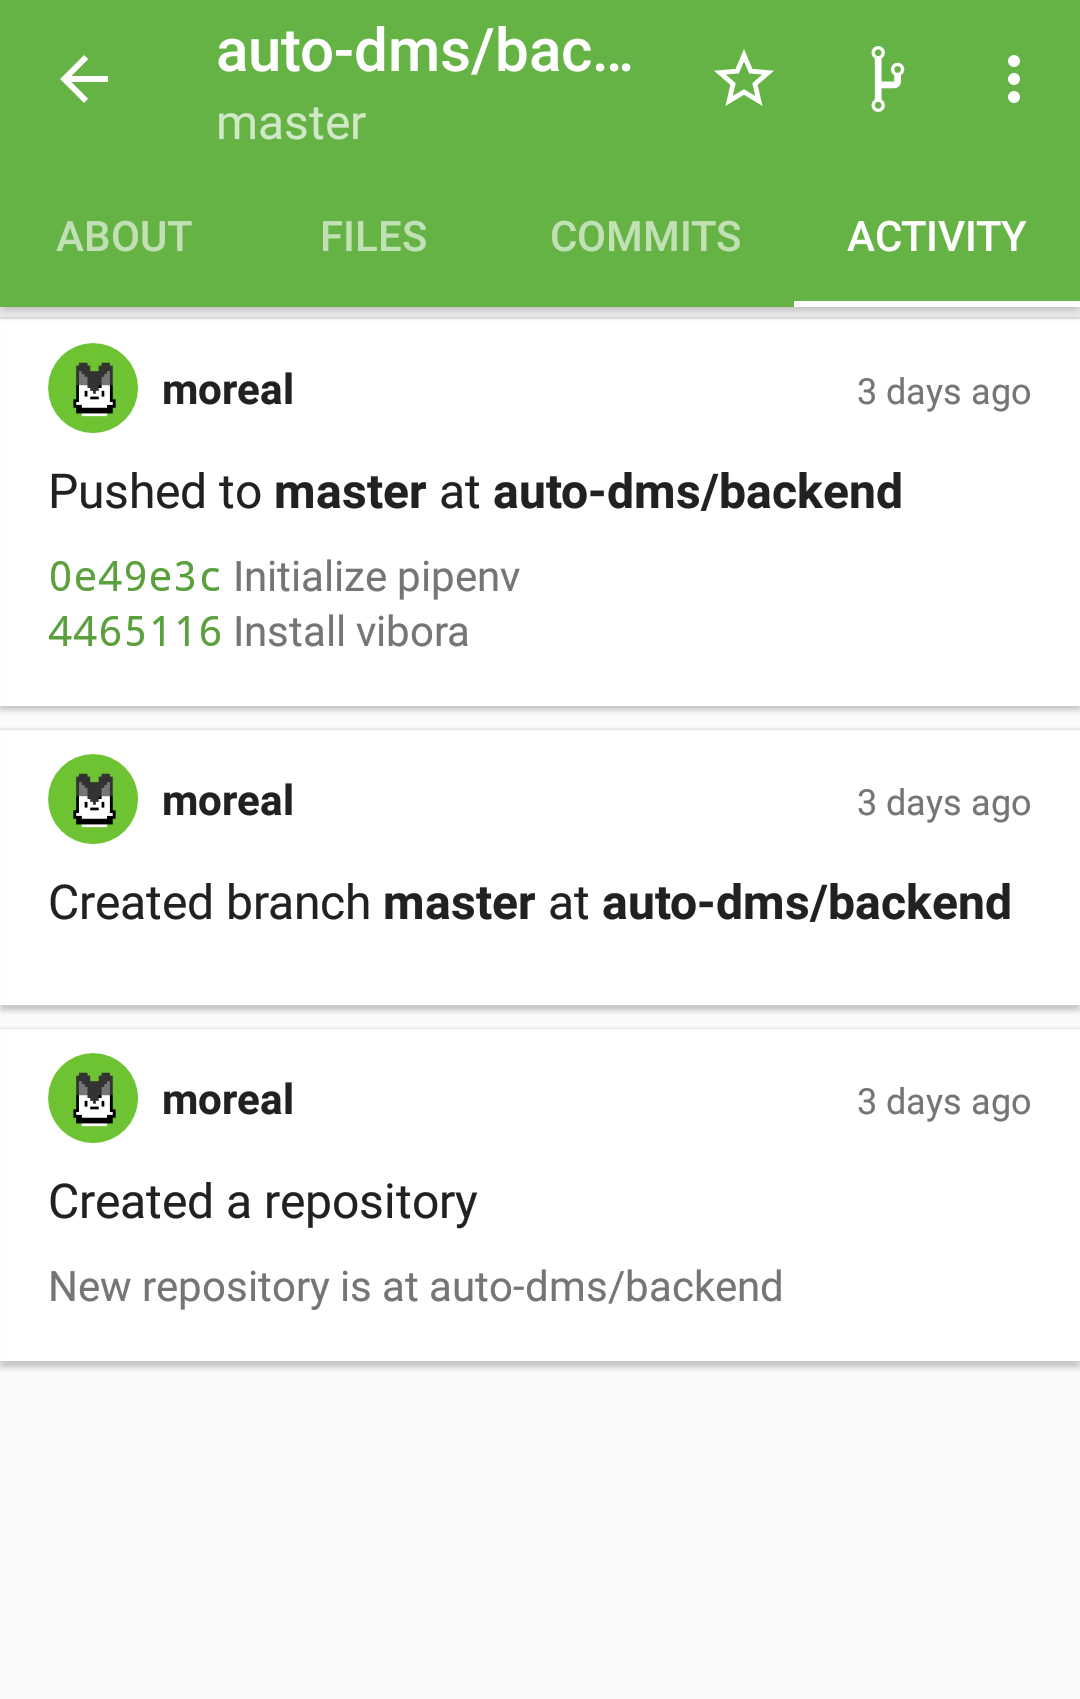 auto-dms/bac...
master
ABOUT FILES COMMITS ACTIVITY
moreal 3 days ago
Pushed to master at auto-dms/backend
0e49e3c Initialize pipenv
4465116 Install vibora
moreal 3 days ago
Created branch master at auto-dms/backend
moreal 3 days ago
Created a repository
New repository is at auto-dms/backend